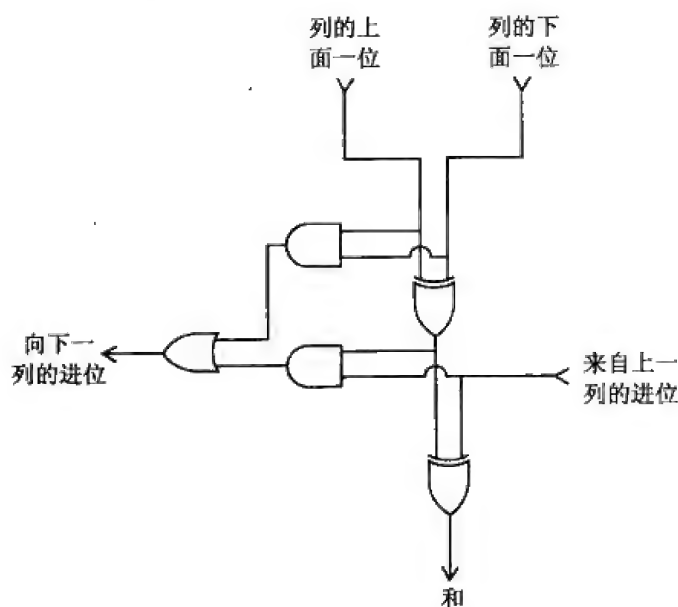 列的上
面一位
列的下
面一位
向下一
列的进位
来自上一
列的进位
和